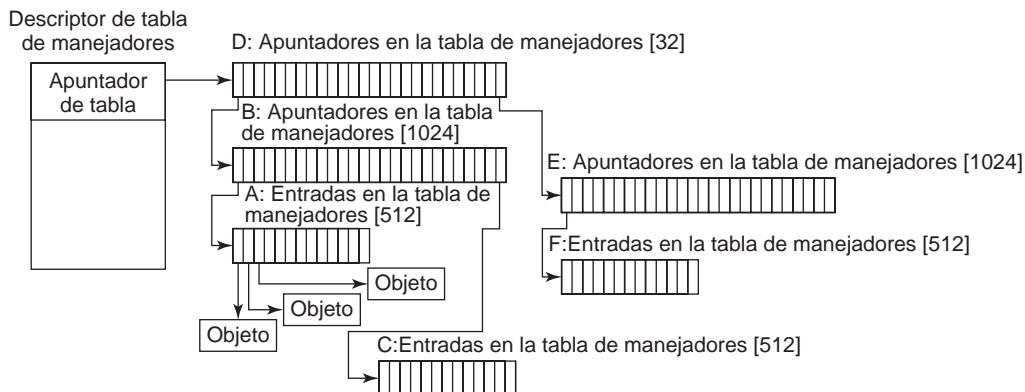 Descriptor de tabla
de manejadores
Apuntador
de tabla
D: Apuntadores en la tabla de manejadores [32]
B: Apuntadores en la tabla
de manejadores [1024]
E: Apuntadores en la tabla de manejadores [1024]
A: Entradas en la tabla de
manejadores [512]
F:Entradas en la tabla de manejadores [512]
Objeto
Objeto
Objeto
C:Entradas en la tabla de manejadores [512]